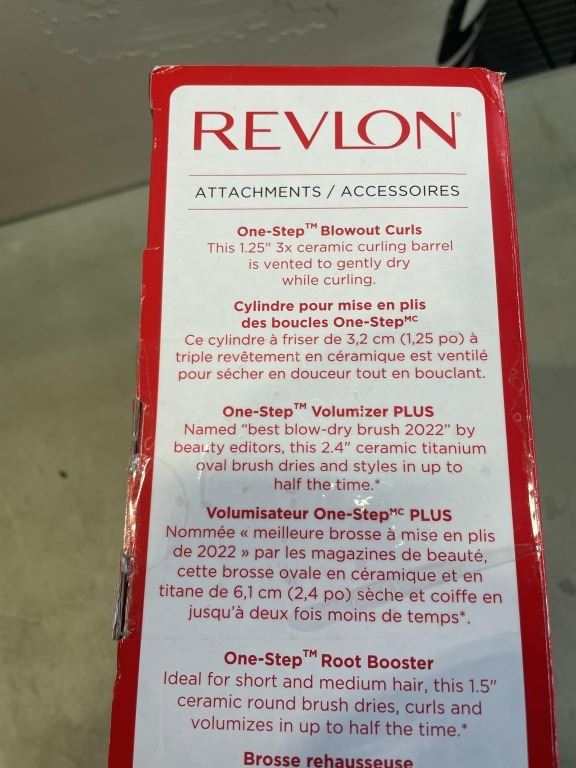 REVLON®
ATTACHMENTS / ACCESSOIRES
One-Step™ Blowout Curls
This 1.25" 3x ceramic curling barrel
is vented to gently dry
while curling.
Cylindre pour mise en plis
des boucles One-Stepᴹᶜ
Ce cylindre à friser de 3,2 cm (1,25 po) à
triple revêtement en céramique est ventilé
pour sécher en douceur tout en bouclant.
One-Step™ Volumizer PLUS
Named “best blow-dry brush 2022” by
beauty editors, this 2.4" ceramic titanium
oval brush dries and styles in up to
half the time.*
Volumisateur One-Stepᴹᶜ PLUS
Nommée « meilleure brosse à mise en plis
de 2022 » par les magazines de beauté,
cette brosse ovale en céramique et en
titane de 6,1 cm (2,4 po) sèche et coiffe en
jusqu’à deux fois moins de temps*.
One-Step™ Root Booster
Ideal for short and medium hair, this 1.5"
ceramic round brush dries, curls and
volumizes in up to half the time.*
Brosse rehausseuse